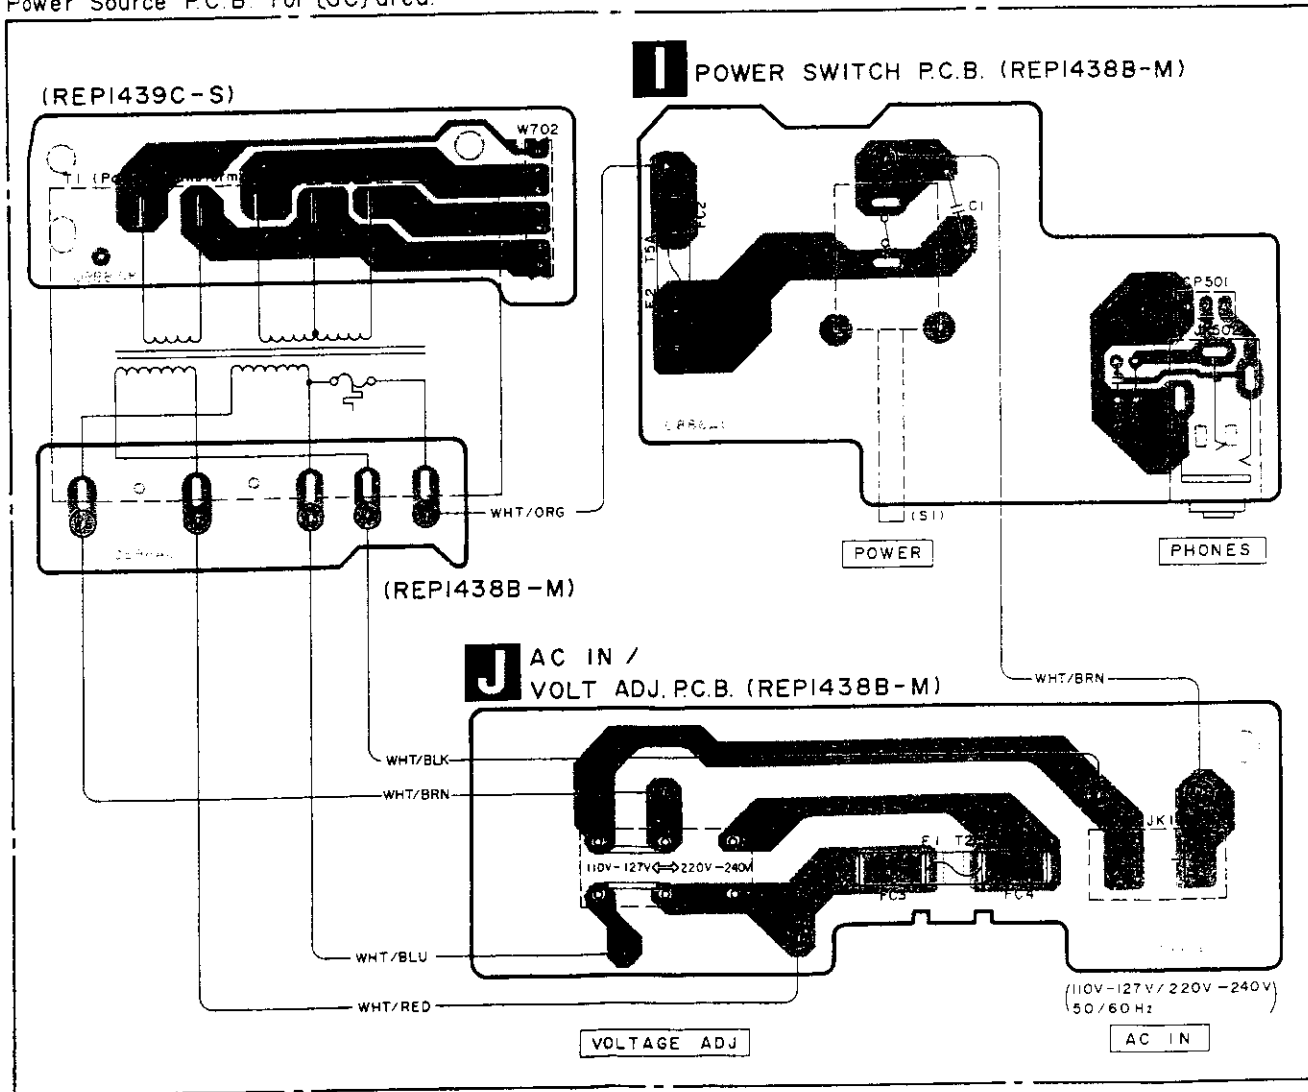 Power Source P.C.B. for (GC) area.
I POWER SWITCH P.C.B. (REP1438B-M)
(REP1439C-S)
W702
T1
FC2
C1
T5A
F2
CP501
JK502
WHT/ORG
(S1)
POWER
PHONES
(REP1438B-M)
J AC IN /
VOLT ADJ. P.C.B. (REP1438B-M)
WHT/BRN
WHT/BLK
WHT/BRN
JK1
F1 T2
110V-127V⇔220V-240V
FC3
FC4
WHT/BLU
WHT/RED
(110V-127V/220V-240V)
50/60Hz
VOLTAGE ADJ
AC IN